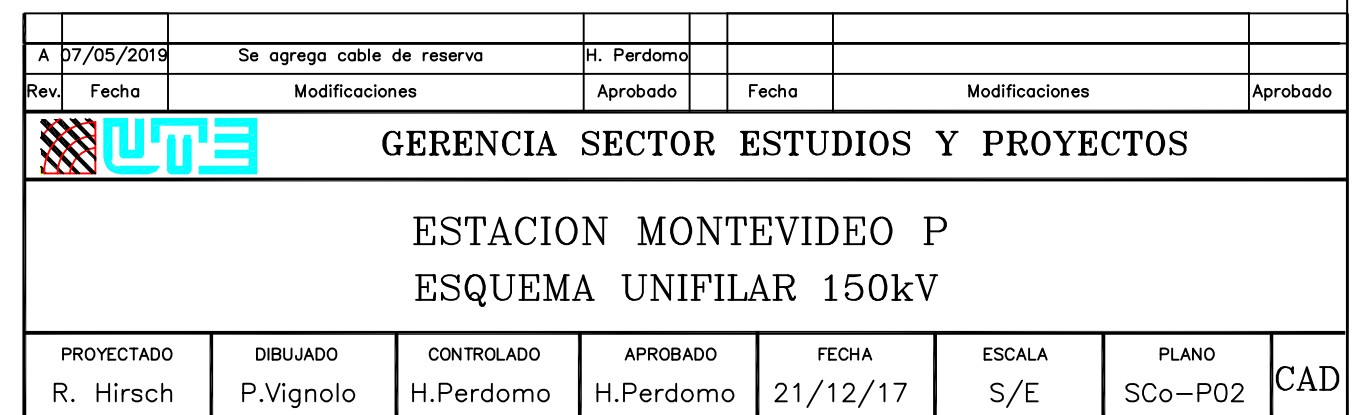 A 07/05/2019 Se agrega cable de reserva H. Perdomo
Rev. Fecha Modificaciones Aprobado Fecha Modificaciones Aprobado
UTE GERENCIA SECTOR ESTUDIOS Y PROYECTOS
ESTACION MONTEVIDEO P
ESQUEMA UNIFILAR 150kV
PROYECTADO DIBUJADO CONTROLADO APROBADO FECHA ESCALA PLANO
R. Hirsch P.Vignolo H.Perdomo H.Perdomo 21/12/17 S/E SCo-P02 CAD